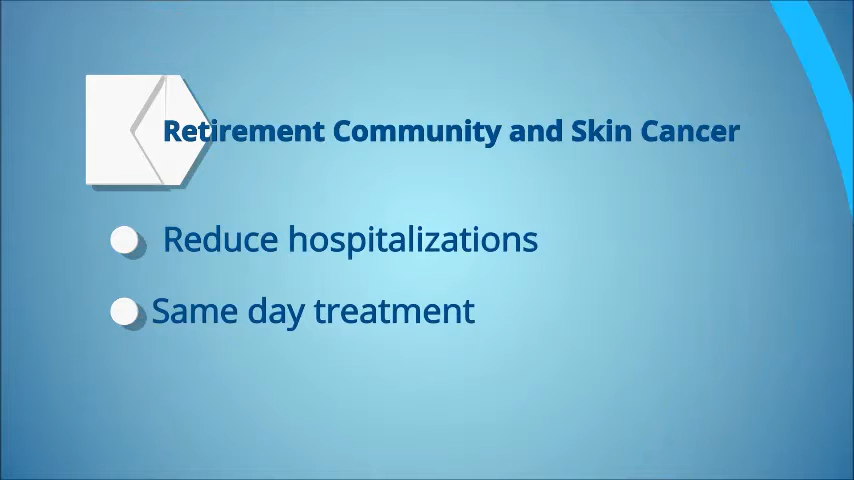 Retirement Community and Skin Cancer
Reduce hospitalizations
Same day treatment